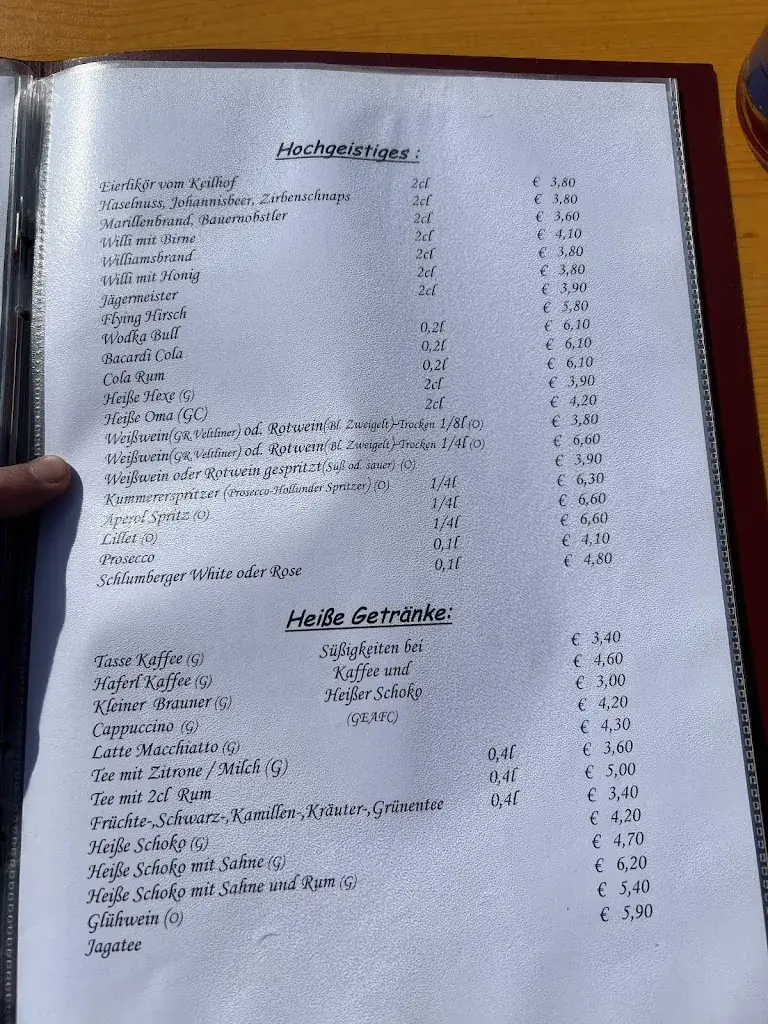 Hochgeistiges :
Eierlikör vom Keilhof 2cl € 3,80
Haselnuss, Johannisbeer, Zirbenschnaps 2cl € 3,80
Marillenbrand, Bauernobstler 2cl € 3,60
Willi mit Birne 2cl € 4,10
Williamsbrand 2cl € 3,80
Willi mit Honig 2cl € 3,80
Jägermeister 2cl € 3,90
Flying Hirsch € 5,80
Wodka Bull 0,2l € 6,10
Bacardi Cola 0,2l € 6,10
Cola Rum 0,2l € 6,10
Heiße Hexe (G) 2cl € 3,90
Heiße Oma (GC) 2cl € 4,20
Weißwein(GR.Veltliner) od. Rotwein(Bl. Zweigelt)-Trocken 1/8l (O) € 3,80
Weißwein(GR.Veltliner) od. Rotwein(Bl. Zweigelt)-Trocken 1/4l (O) € 6,60
Weißwein oder Rotwein gespritzt(Süß od. sauer) (O) € 3,90
Kummererspritzer (Prosecco-Hollunder Spritzer) (O) 1/4l € 6,30
Aperol Spritz (O) 1/4l € 6,60
Lillet (O) 1/4l € 6,60
Prosecco 0,1l € 4,10
Schlumberger White oder Rose 0,1l € 4,80
Heiße Getränke:
Tasse Kaffee (G) Süßigkeiten bei € 3,40
Haferl Kaffee (G) Kaffee und € 4,60
Kleiner Brauner (G) Heißer Schoko € 3,00
Cappuccino (G) (GEAFC) € 4,20
Latte Macchiatto (G) € 4,30
Tee mit Zitrone / Milch (G) 0,4l € 3,60
Tee mit 2cl Rum 0,4l € 5,00
Früchte-,Schwarz-,Kamillen-,Kräuter-,Grünentee 0,4l € 3,40
Heiße Schoko (G) € 4,20
Heiße Schoko mit Sahne (G) € 4,70
Heiße Schoko mit Sahne und Rum (G) € 6,20
Glühwein (O) € 5,40
Jagatee € 5,90